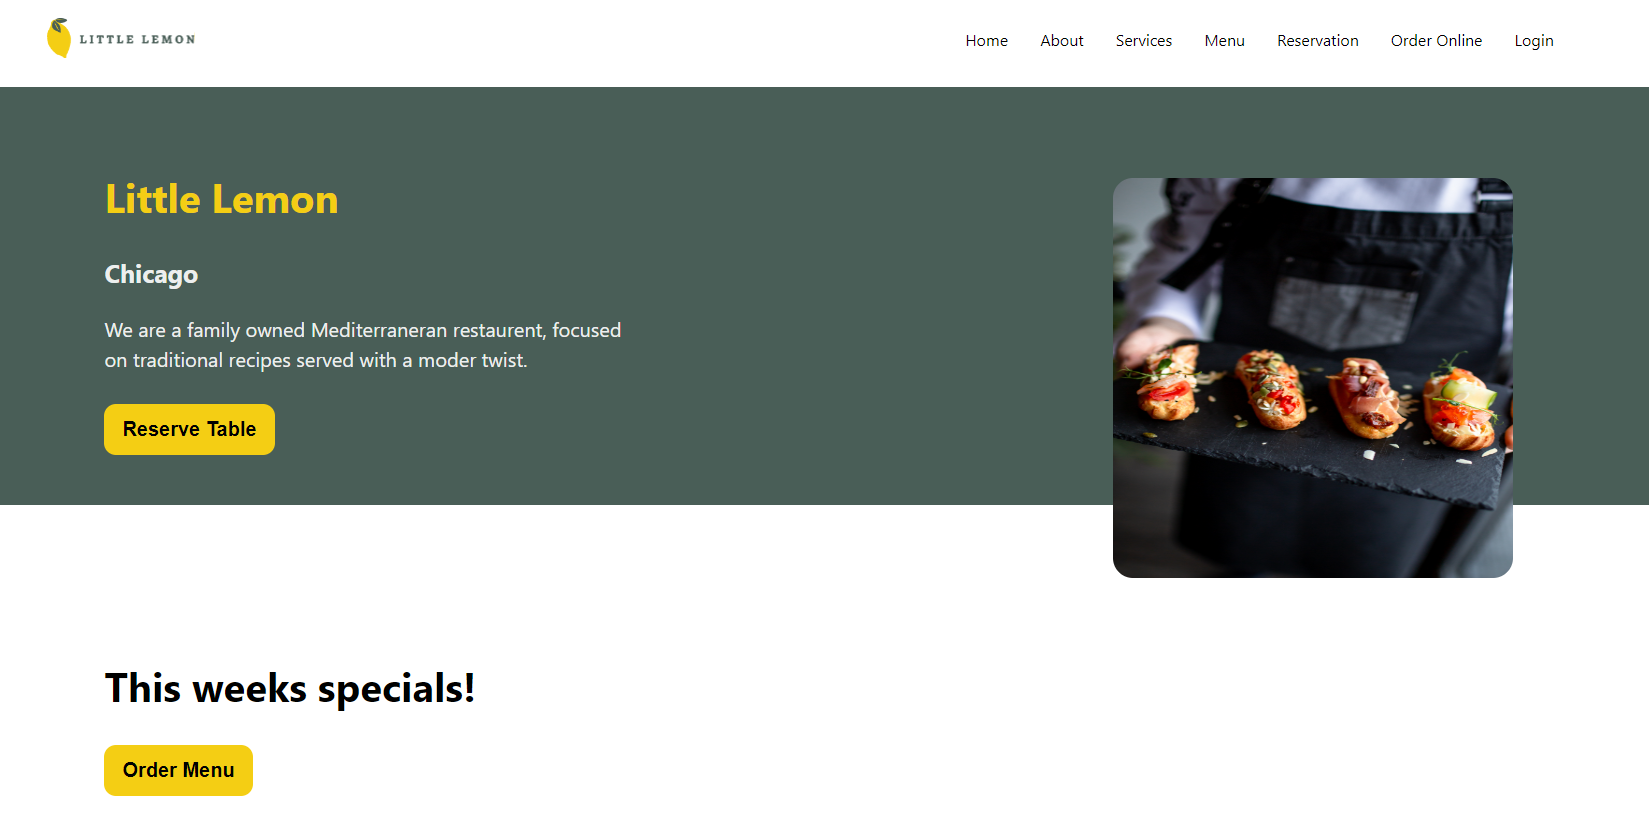 LITTLE LEMON
Home About Services Menu Reservation Order Online Login
Little Lemon
Chicago
We are a family owned Mediterraneran restaurent, focused
on traditional recipes served with a moder twist.
Reserve Table
This weeks specials!
Order Menu